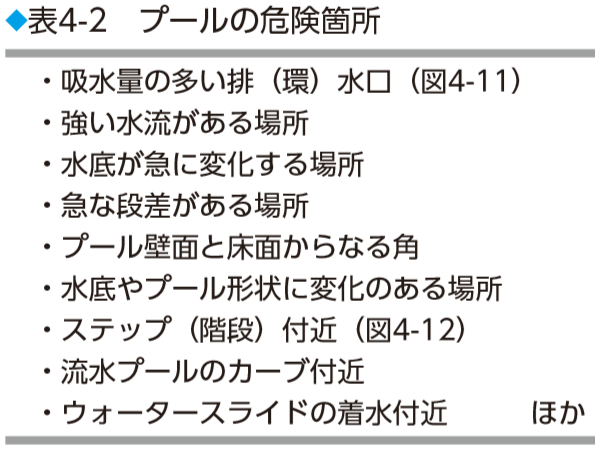 ◆表4-2　プールの危険箇所
・吸水量の多い排（環）水口（図4-11）
・強い水流がある場所
・水底が急に変化する場所
・急な段差がある場所
・プール壁面と床面からなる角
・水底やプール形状に変化のある場所
・ステップ（階段）付近（図4-12）
・流水プールのカーブ付近
・ウォータースライドの着水付近　　　ほか